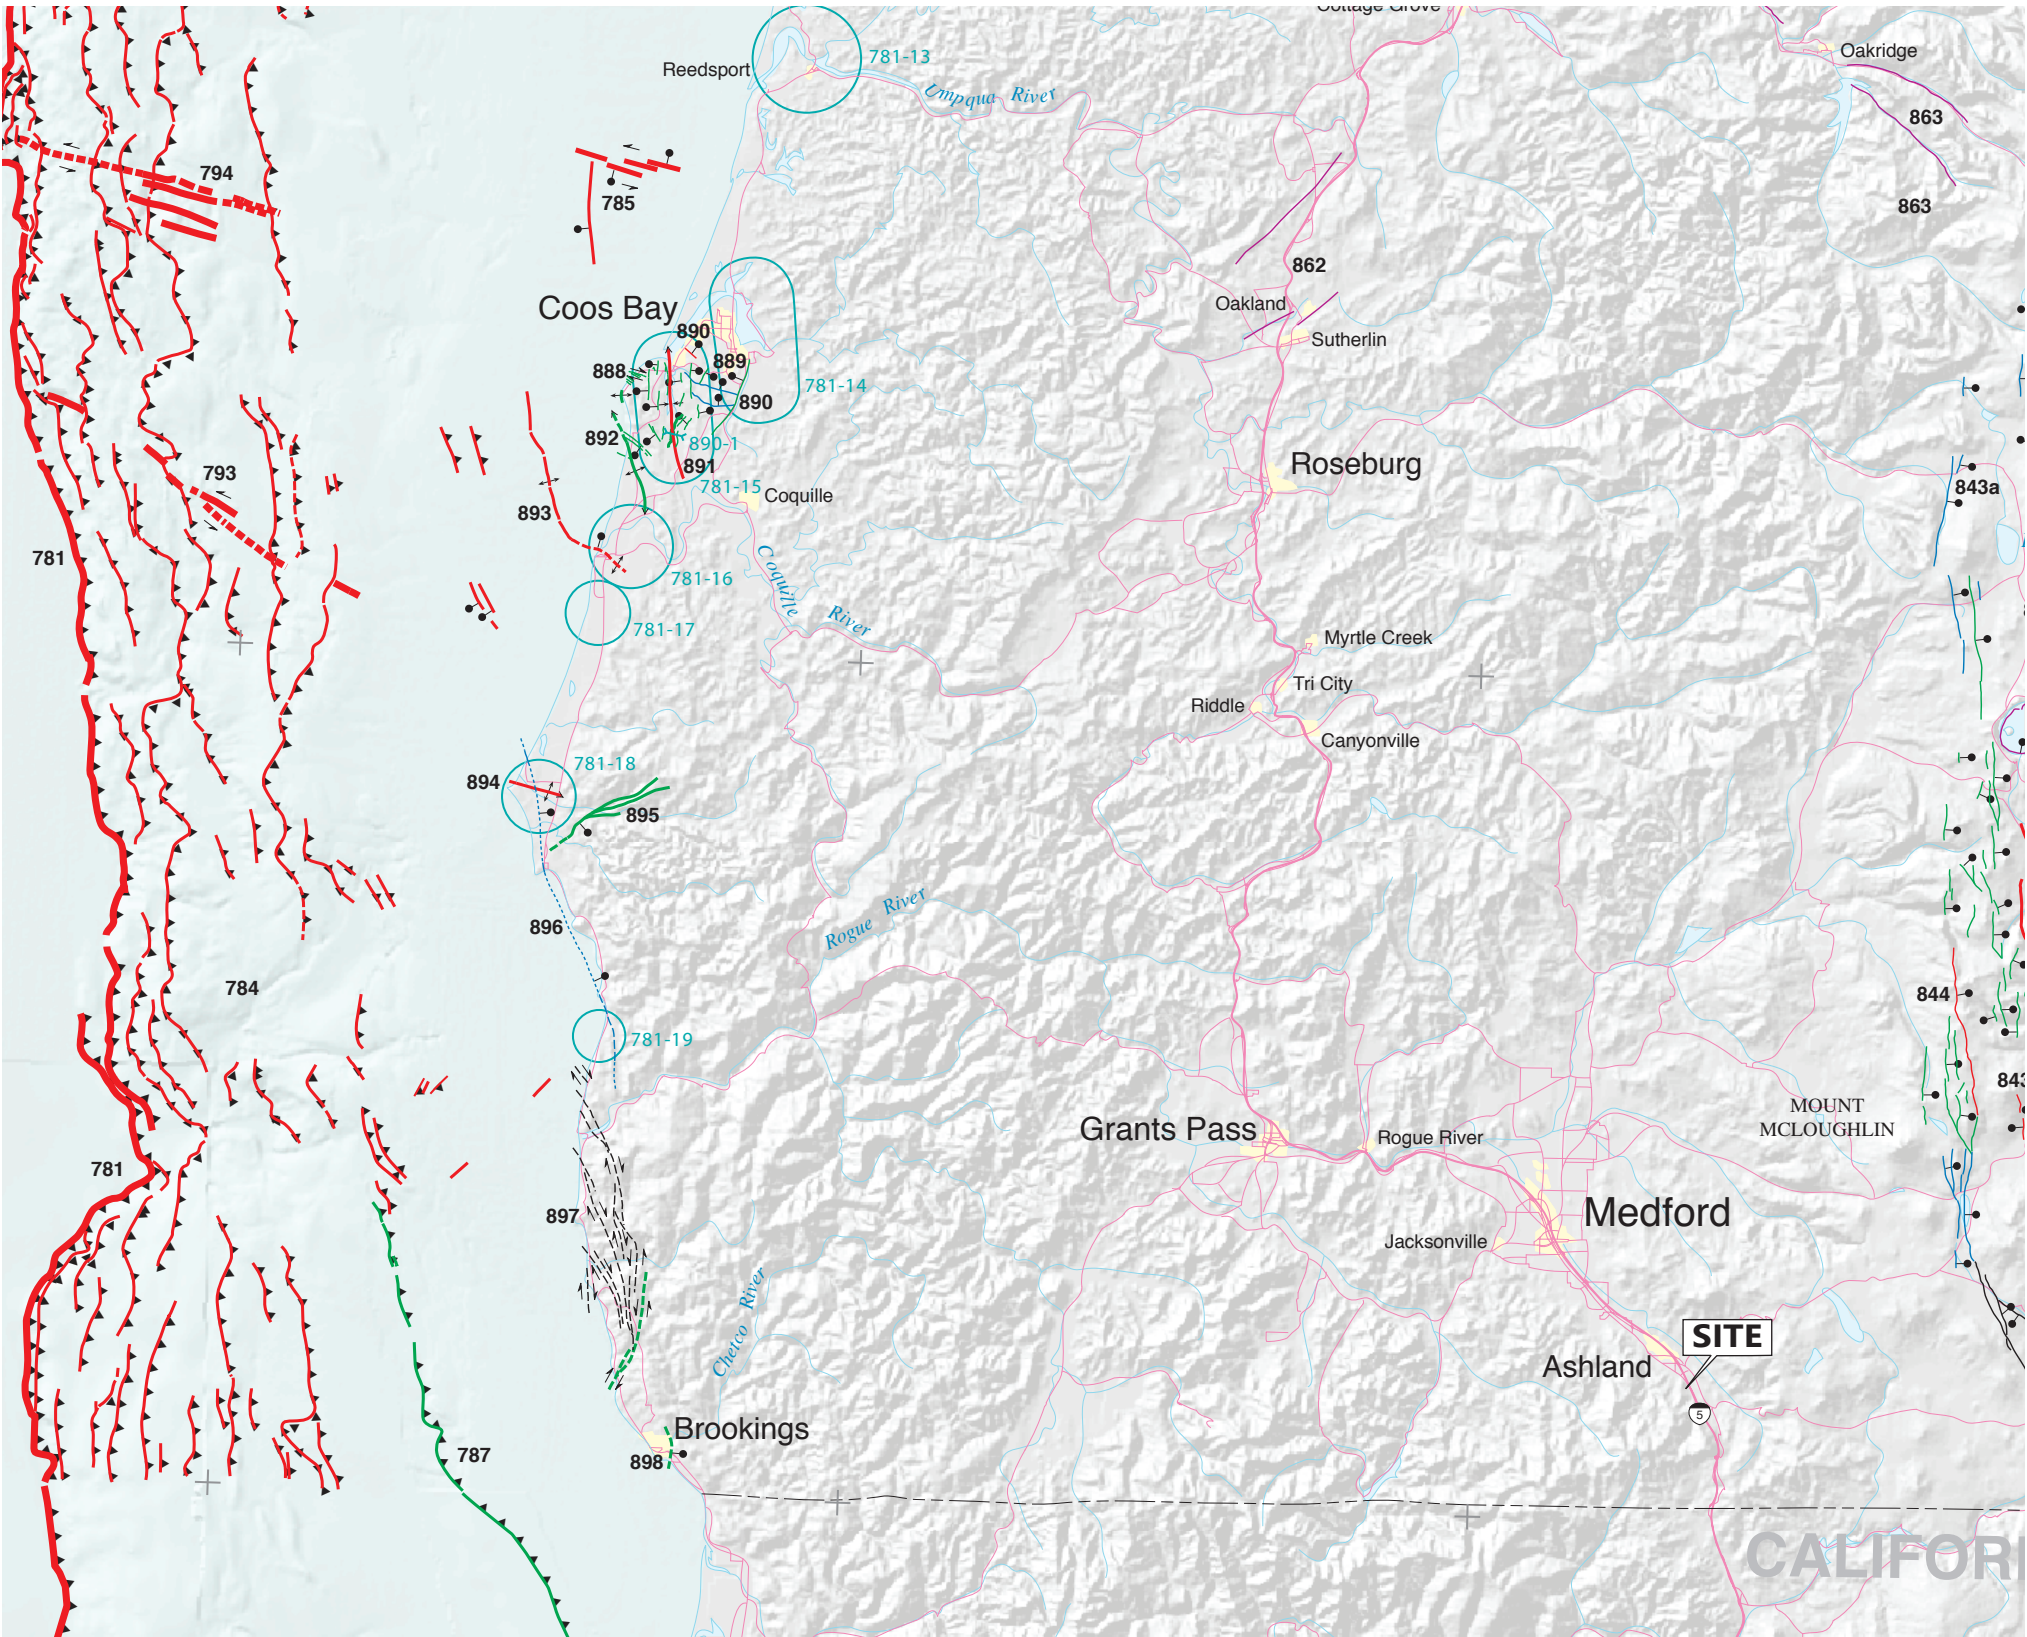 Cottage Grove
Oakridge
781-13
Reedsport
Umpqua River
863
794
785
863
862
Coos Bay
Oakland
890
Sutherlin
889
888
781-14
890
892
890-1
891
793
Roseburg
781-15
Coquille
843a
893
781
Coquille
River
781-16
781-17
Myrtle Creek
Tri City
Riddle
Canyonville
781-18
894
895
Rogue River
896
784
844
781-19
843
MOUNT
MCLOUGHLIN
Grants Pass
Rogue River
781
897
Medford
Jacksonville
Chetco River
SITE
Ashland
5
Brookings
787
898
CALIFOR